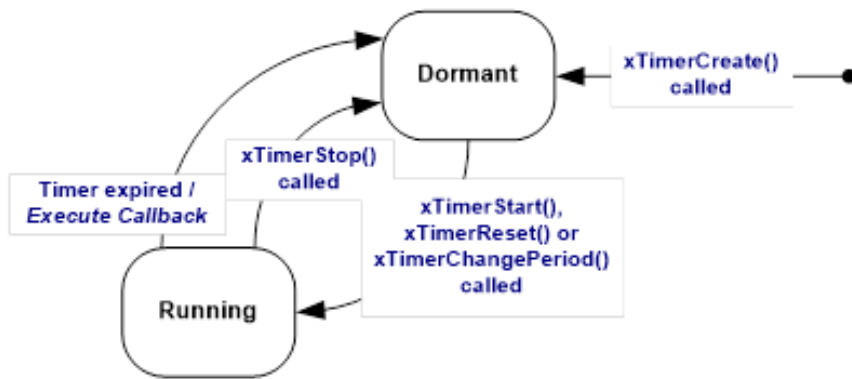 Dormant
xTimerCreate()
called
xTimerStop()
called
Timer expired /
Execute Callback
xTimerStart(),
xTimerReset() or
xTimerChangePeriod()
called
Running